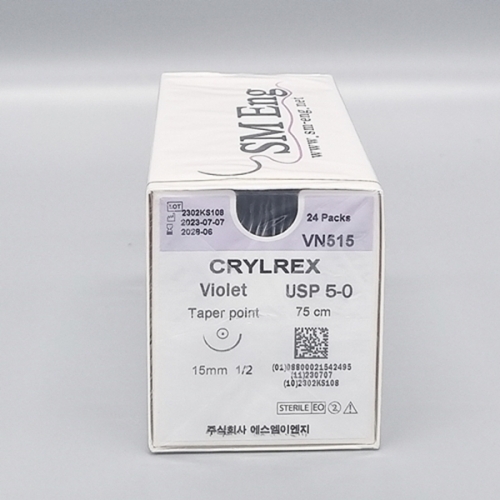 SM Eng
www.sm-eng.net
LOT 2302KS108
2023-07-07
2028-06
24 Packs
VN515
CRYLREX
Violet USP 5-0
Taper point 75 cm
15mm 1/2
(01)08800021542495
(11)230707
(10)2302KS108
STERILE EO 2
주식회사 에스엠이엔지